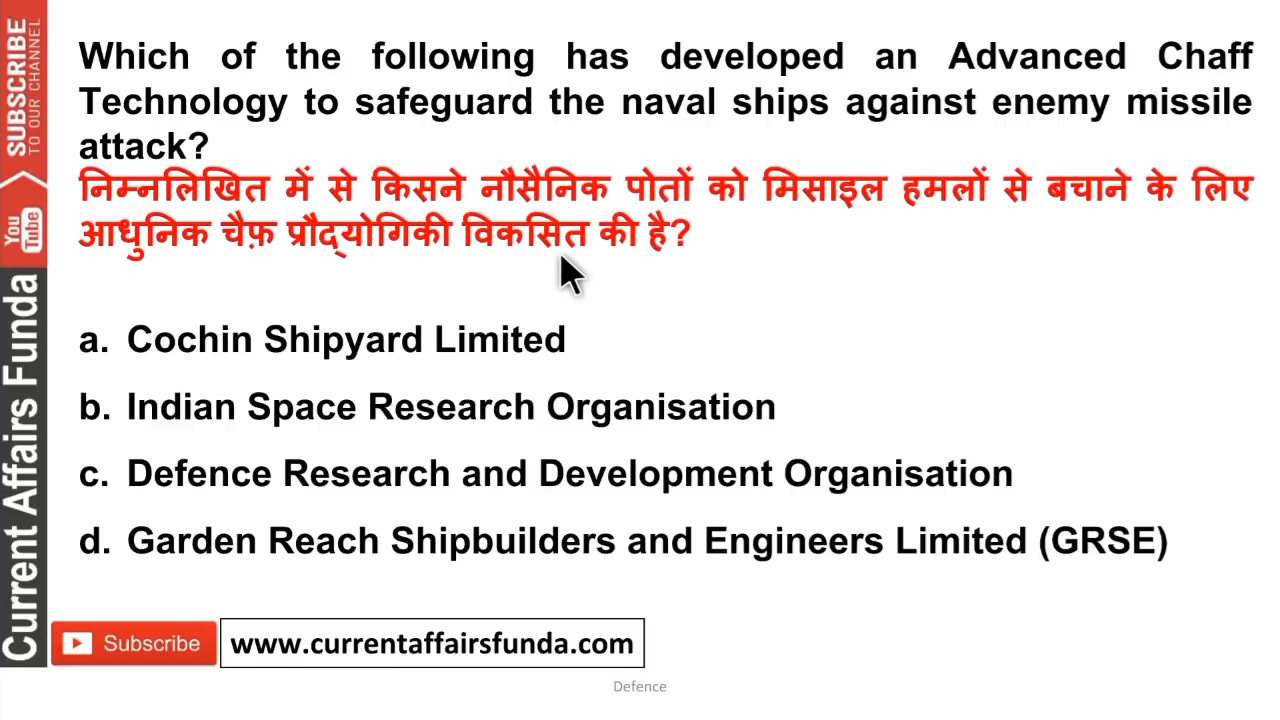 Which of the following has developed an Advanced Chaff
Technology to safeguard the naval ships against enemy missile
attack?
निम्नलिखित में से किसने नौसैनिक पोतों को मिसाइल हमलों से बचाने के लिए
आधुनिक चैफ़ प्रौद्योगिकी विकसित की है?
a. Cochin Shipyard Limited
b. Indian Space Research Organisation
c. Defence Research and Development Organisation
d. Garden Reach Shipbuilders and Engineers Limited (GRSE)
SUBSCRIBE
TO OUR CHANNEL
You
Tube
Current Affairs Funda
Subscribe
www.currentaffairsfunda.com
Defence